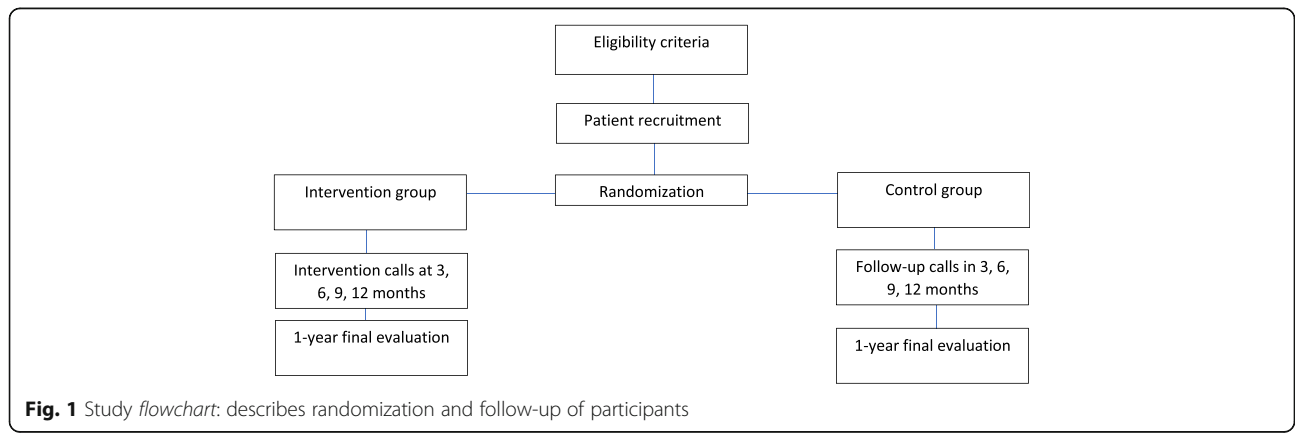 Eligibility criteria
Patient recruitment
Randomization
Intervention group
Control group
Intervention calls at 3,
6, 9, 12 months
Follow-up calls in 3, 6,
9, 12 months
1-year final evaluation
1-year final evaluation
Fig. 1 Study flowchart: describes randomization and follow-up of participants